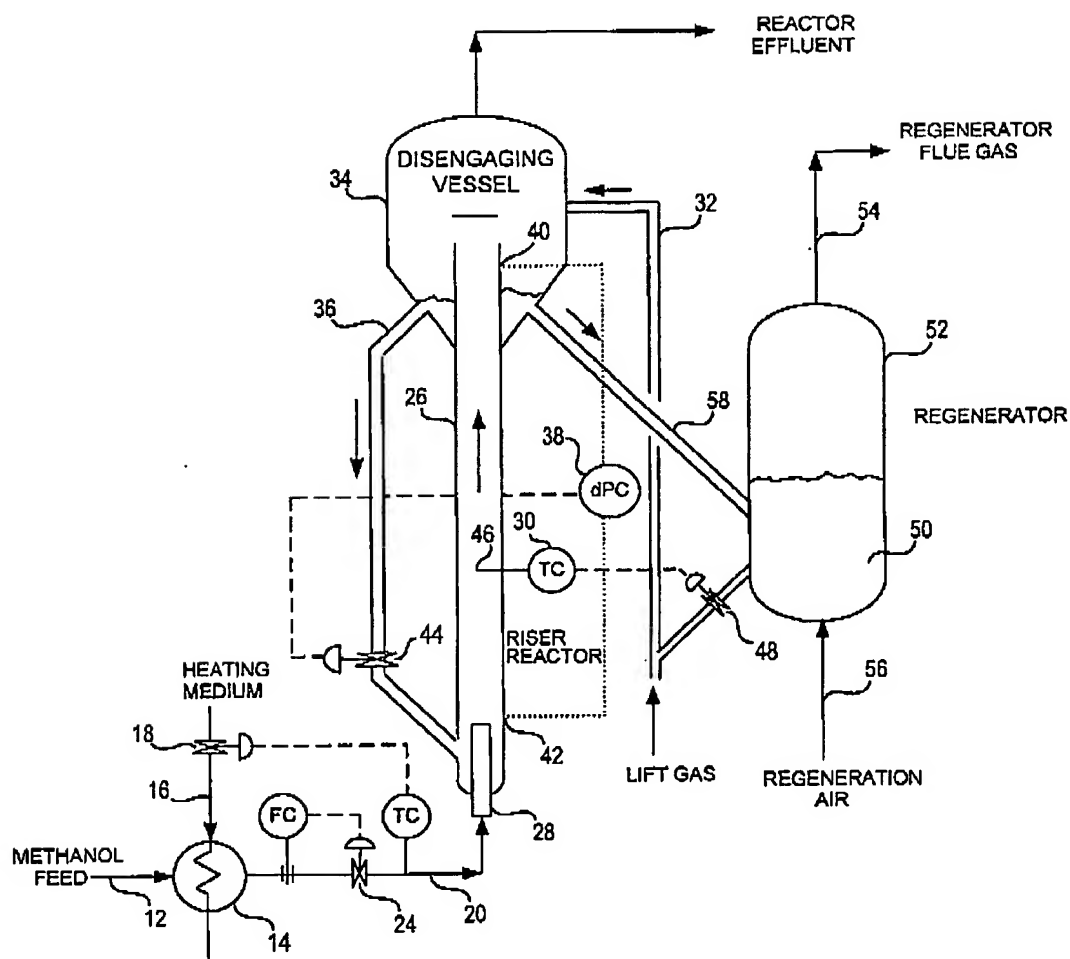 REACTOR
EFFLUENT
REGENERATOR
FLUE GAS
DISENGAGING
VESSEL
34
32
54
40
36
52
26
58
REGENERATOR
38
dPC
30
46
TC
50
44
RISER
REACTOR
48
HEATING
MEDIUM
56
18
42
LIFT GAS
REGENERATION
AIR
16
FC
TC
28
METHANOL
FEED
12
14
24
20